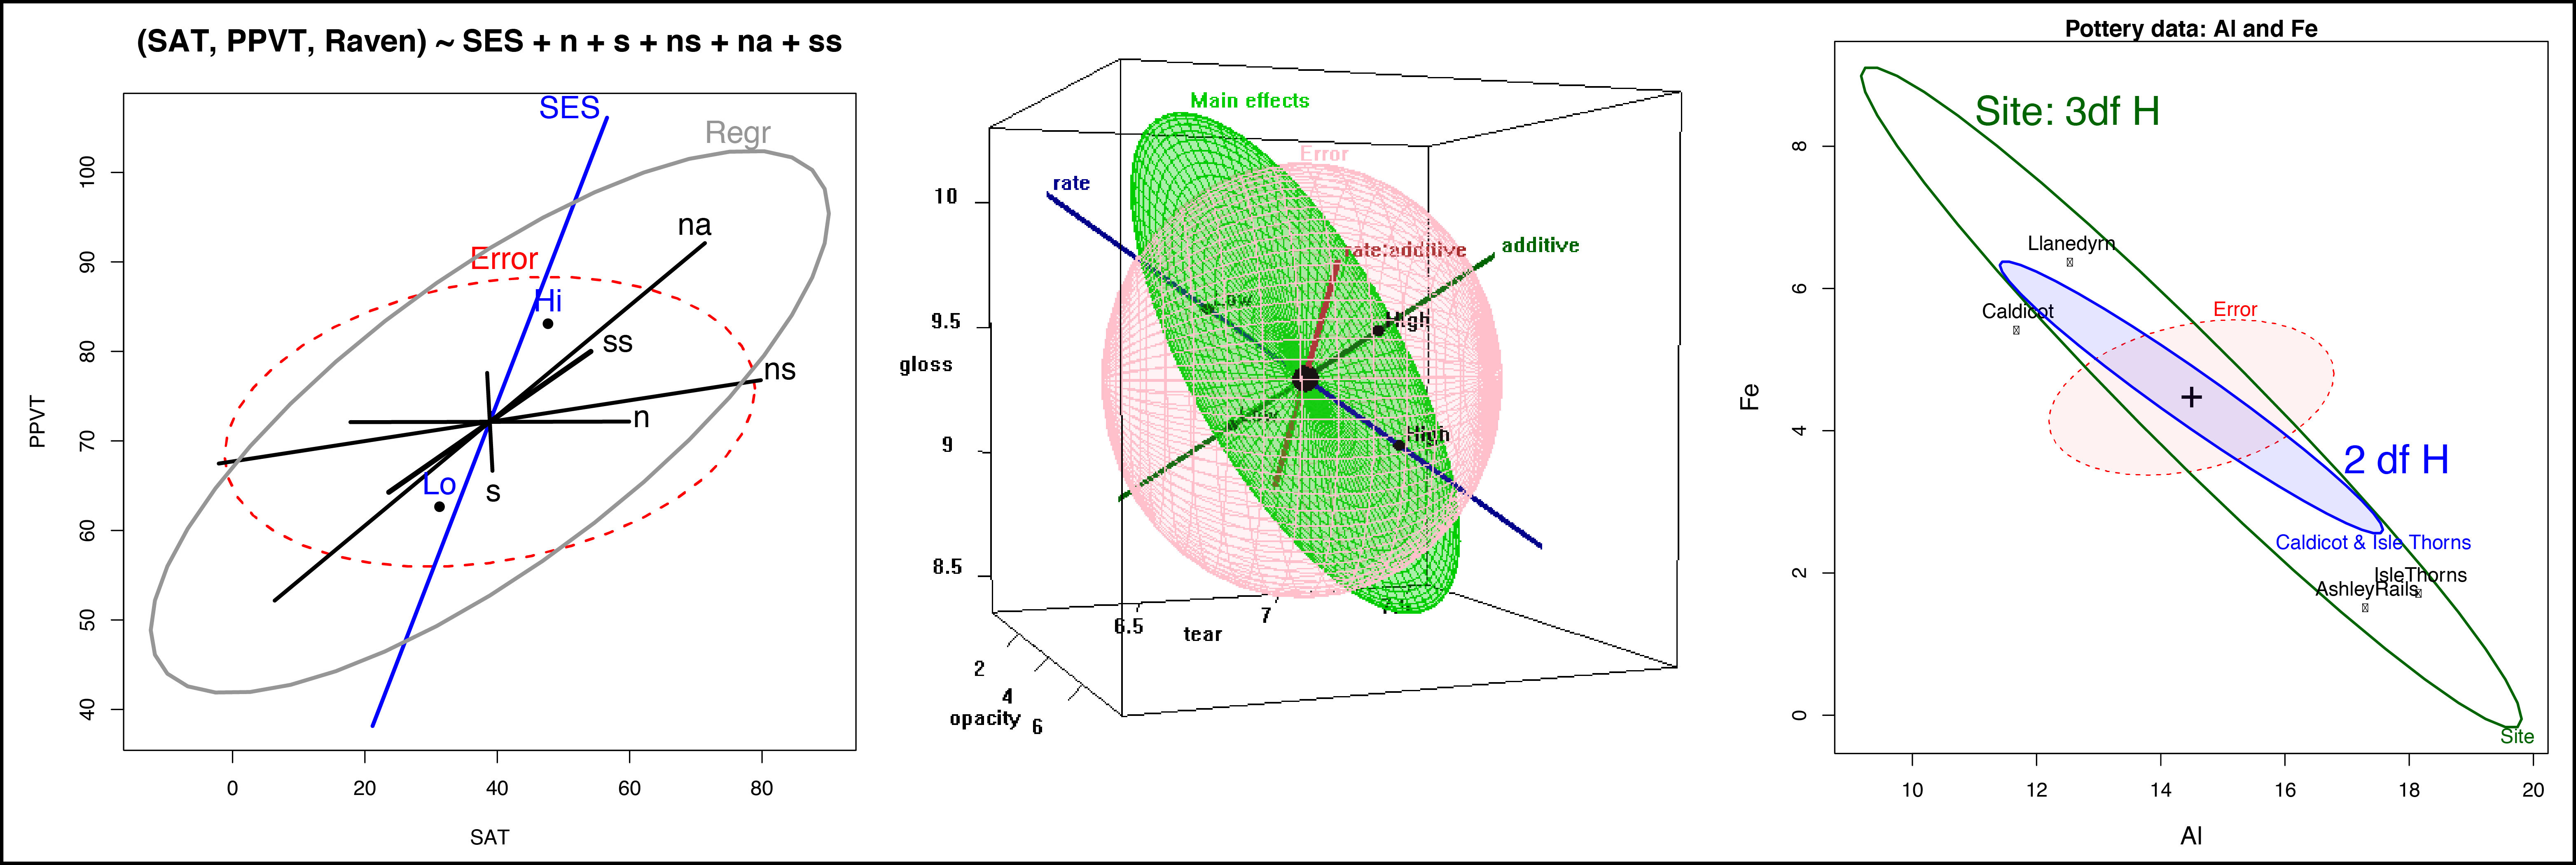 (SAT, PPVT, Raven) ~ SES + n + s + ns + na + ss
SES
Regr
na
Error
Hi
ss
ns
n
Lo
s
PPVT
100
90
80
70
60
50
40
0 20 40 60 80
SAT
Main effects
Error
rate
rate:additive
additive
Low
High
Low
High
10
9.5
gloss
9
8.5
6.5
7
tear
2
4
6
opacity
Pottery data: Al and Fe
Site: 3df H
Llanedyrn
Caldicot
Error
2 df H
Caldicot & Isle Thorns
IsleThorns
AshleyRails
Site
Fe
8
6
4
2
0
10 12 14 16 18 20
Al